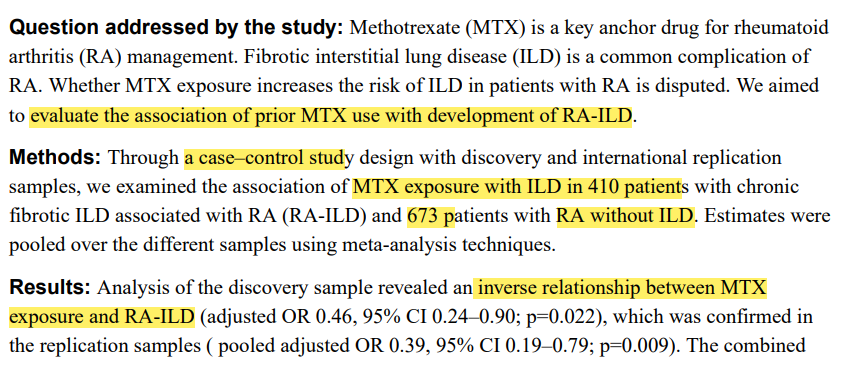 Question addressed by the study: Methotrexate (MTX) is a key anchor drug for rheumatoid
arthritis (RA) management. Fibrotic interstitial lung disease (ILD) is a common complication of
RA. Whether MTX exposure increases the risk of ILD in patients with RA is disputed. We aimed
to evaluate the association of prior MTX use with development of RA-ILD.
Methods: Through a case–control study design with discovery and international replication
samples, we examined the association of MTX exposure with ILD in 410 patients with chronic
fibrotic ILD associated with RA (RA-ILD) and 673 patients with RA without ILD. Estimates were
pooled over the different samples using meta-analysis techniques.
Results: Analysis of the discovery sample revealed an inverse relationship between MTX
exposure and RA-ILD (adjusted OR 0.46, 95% CI 0.24–0.90; p=0.022), which was confirmed in
the replication samples ( pooled adjusted OR 0.39, 95% CI 0.19–0.79; p=0.009). The combined